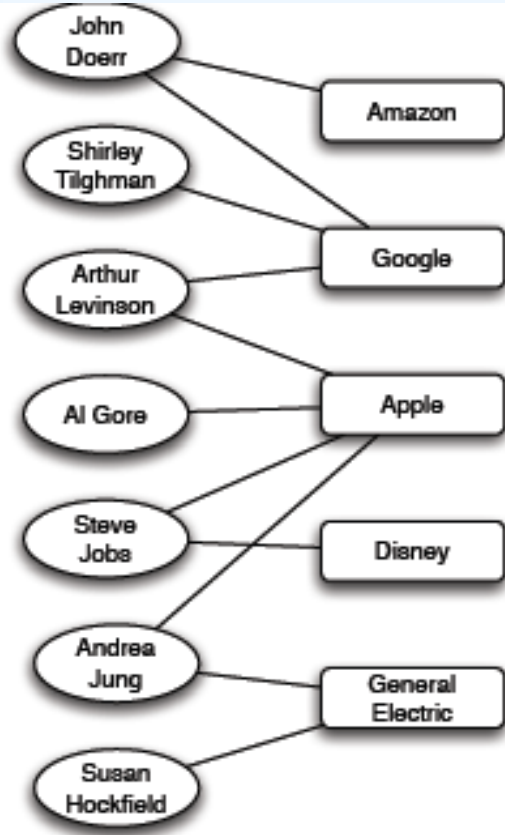 John
Doerr
Amazon
Shirley
Tilghman
Google
Arthur
Levinson
Apple
Al Gore
Steve
Jobs
Disney
Andrea
Jung
General
Electric
Susan
Hockfield